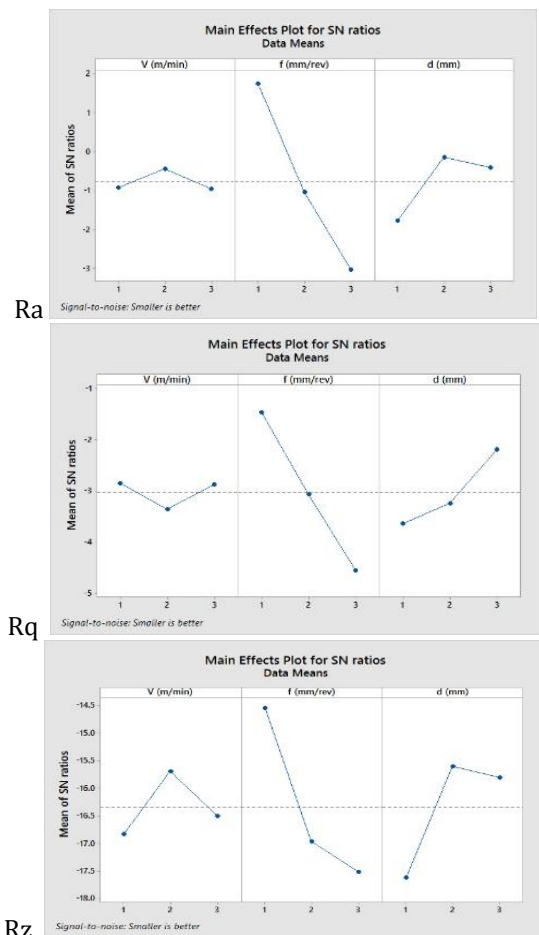 Main Effects Plot for SN ratios
Data Means
V (m/min) f (mm/rev) d (mm)
Mean of SN ratios
2
1
0
-1
-2
-3
1 2 3 1 2 3 1 2 3
Signal-to-noise: Smaller is better
Ra
Main Effects Plot for SN ratios
Data Means
V (m/min) f (mm/rev) d (mm)
Mean of SN ratios
-1
-2
-3
-4
-5
1 2 3 1 2 3 1 2 3
Signal-to-noise: Smaller is better
Rq
Main Effects Plot for SN ratios
Data Means
V (m/min) f (mm/rev) d (mm)
Mean of SN ratios
-14.5
-15.0
-15.5
-16.0
-16.5
-17.0
-17.5
-18.0
1 2 3 1 2 3 1 2 3
Signal-to-noise: Smaller is better
Rz